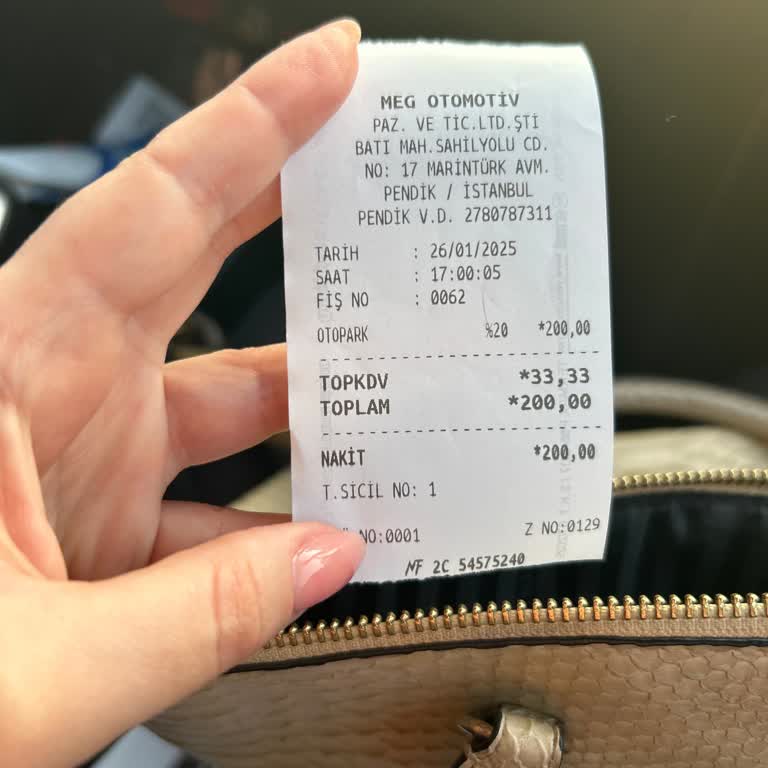 MEG OTOMOTİV
PAZ. VE TİC.LTD.ŞTİ
BATI MAH.SAHİLYOLU CD.
NO: 17 MARİNTÜRK AVM.
PENDİK / İSTANBUL
PENDİK V.D. 2780787311
TARİH : 26/01/2025
SAAT : 17:00:05
FİŞ NO : 0062
OTOPARK %20 *200,00
TOPKDV *33,33
TOPLAM *200,00
NAKİT *200,00
T.SİCİL NO: 1
NO:0001 Z NO:0129
MF 2C 54575240